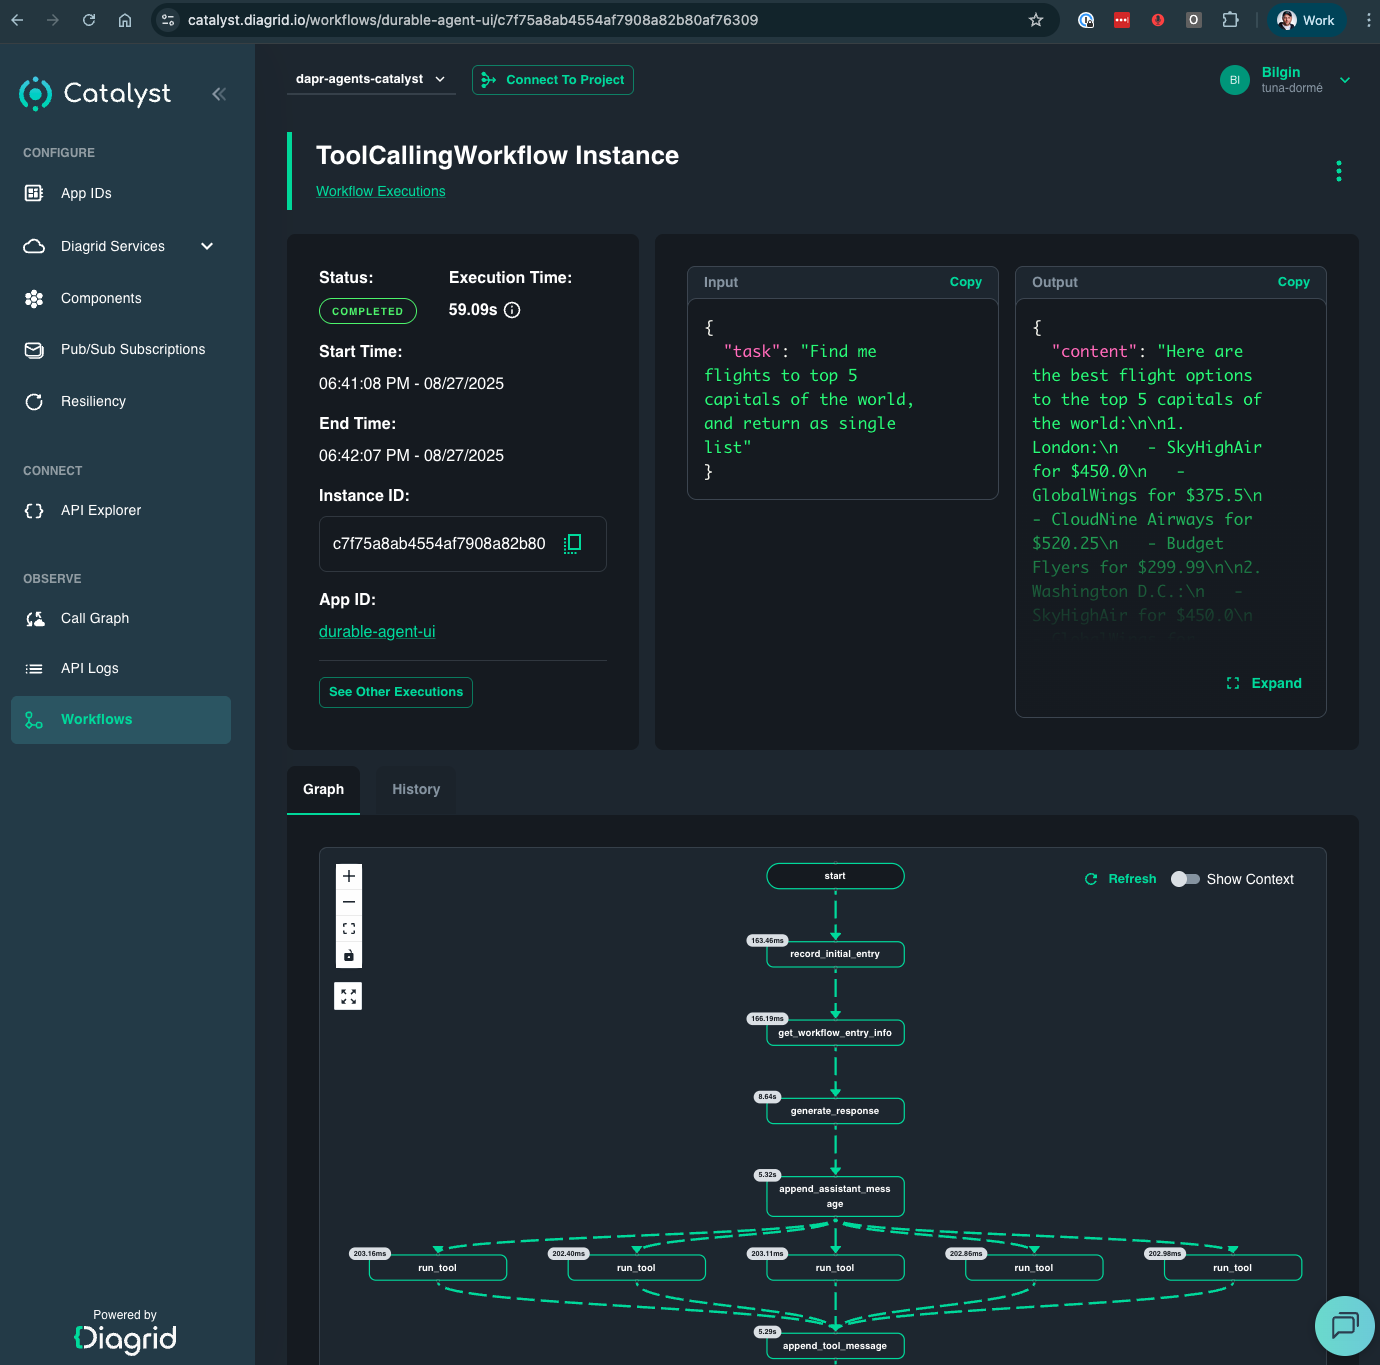 catalyst.diagrid.io/workflows/durable-agent-ui/c7f75a8ab4554af7908a82b80af76309
O
Work
Catalyst
CONFIGURE
App IDs
Diagrid Services
Components
Pub/Sub Subscriptions
Resiliency
CONNECT
API Explorer
OBSERVE
Call Graph
API Logs
Workflows
Powered by
Diagrid
dapr-agents-catalyst
Connect To Project
BI
Bilgin
tuna-dormé
ToolCallingWorkflow Instance
Workflow Executions
Status:
COMPLETED
Execution Time:
59.09s
Start Time:
06:41:08 PM - 08/27/2025
End Time:
06:42:07 PM - 08/27/2025
Instance ID:
c7f75a8ab4554af7908a82b80
App ID:
durable-agent-ui
See Other Executions
Input
Copy
{
"task": "Find me
flights to top 5
capitals of the world,
and return as single
list"
}
Output
Copy
{
"content": "Here are
the best flight options
to the top 5 capitals of
the world:\n\n1.
London:\n   - SkyHighAir
for $450.0\n   -
GlobalWings for $375.5\n
- CloudNine Airways for
$520.25\n   - Budget
Flyers for $299.99\n\n2.
Washington D.C.:\n   -
SkyHighAir for $450.0\n
- GlobalWings for
Expand
Graph
History
Refresh
Show Context
start
163.46ms
record_initial_entry
166.19ms
get_workflow_entry_info
8.64s
generate_response
5.32s
append_assistant_mess
age
203.16ms
run_tool
202.40ms
run_tool
203.11ms
run_tool
202.86ms
run_tool
202.98ms
run_tool
5.29s
append_tool_message